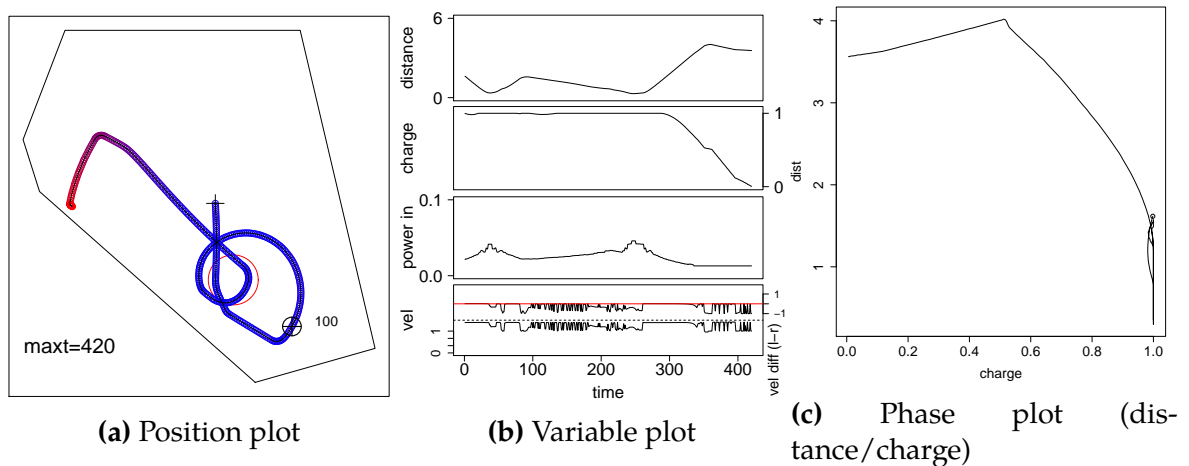 100
maxt=420
(a) Position plot
distance
6
0
charge
1
0
power in
0.1
0.0
vel
1
0
1
−1
vel diff (l−r)
0 100 200 300 400
time
(b) Variable plot
dist
4
3
2
1
0.0 0.2 0.4 0.6 0.8 1.0
charge
(c) Phase plot (dis-
tance/charge)